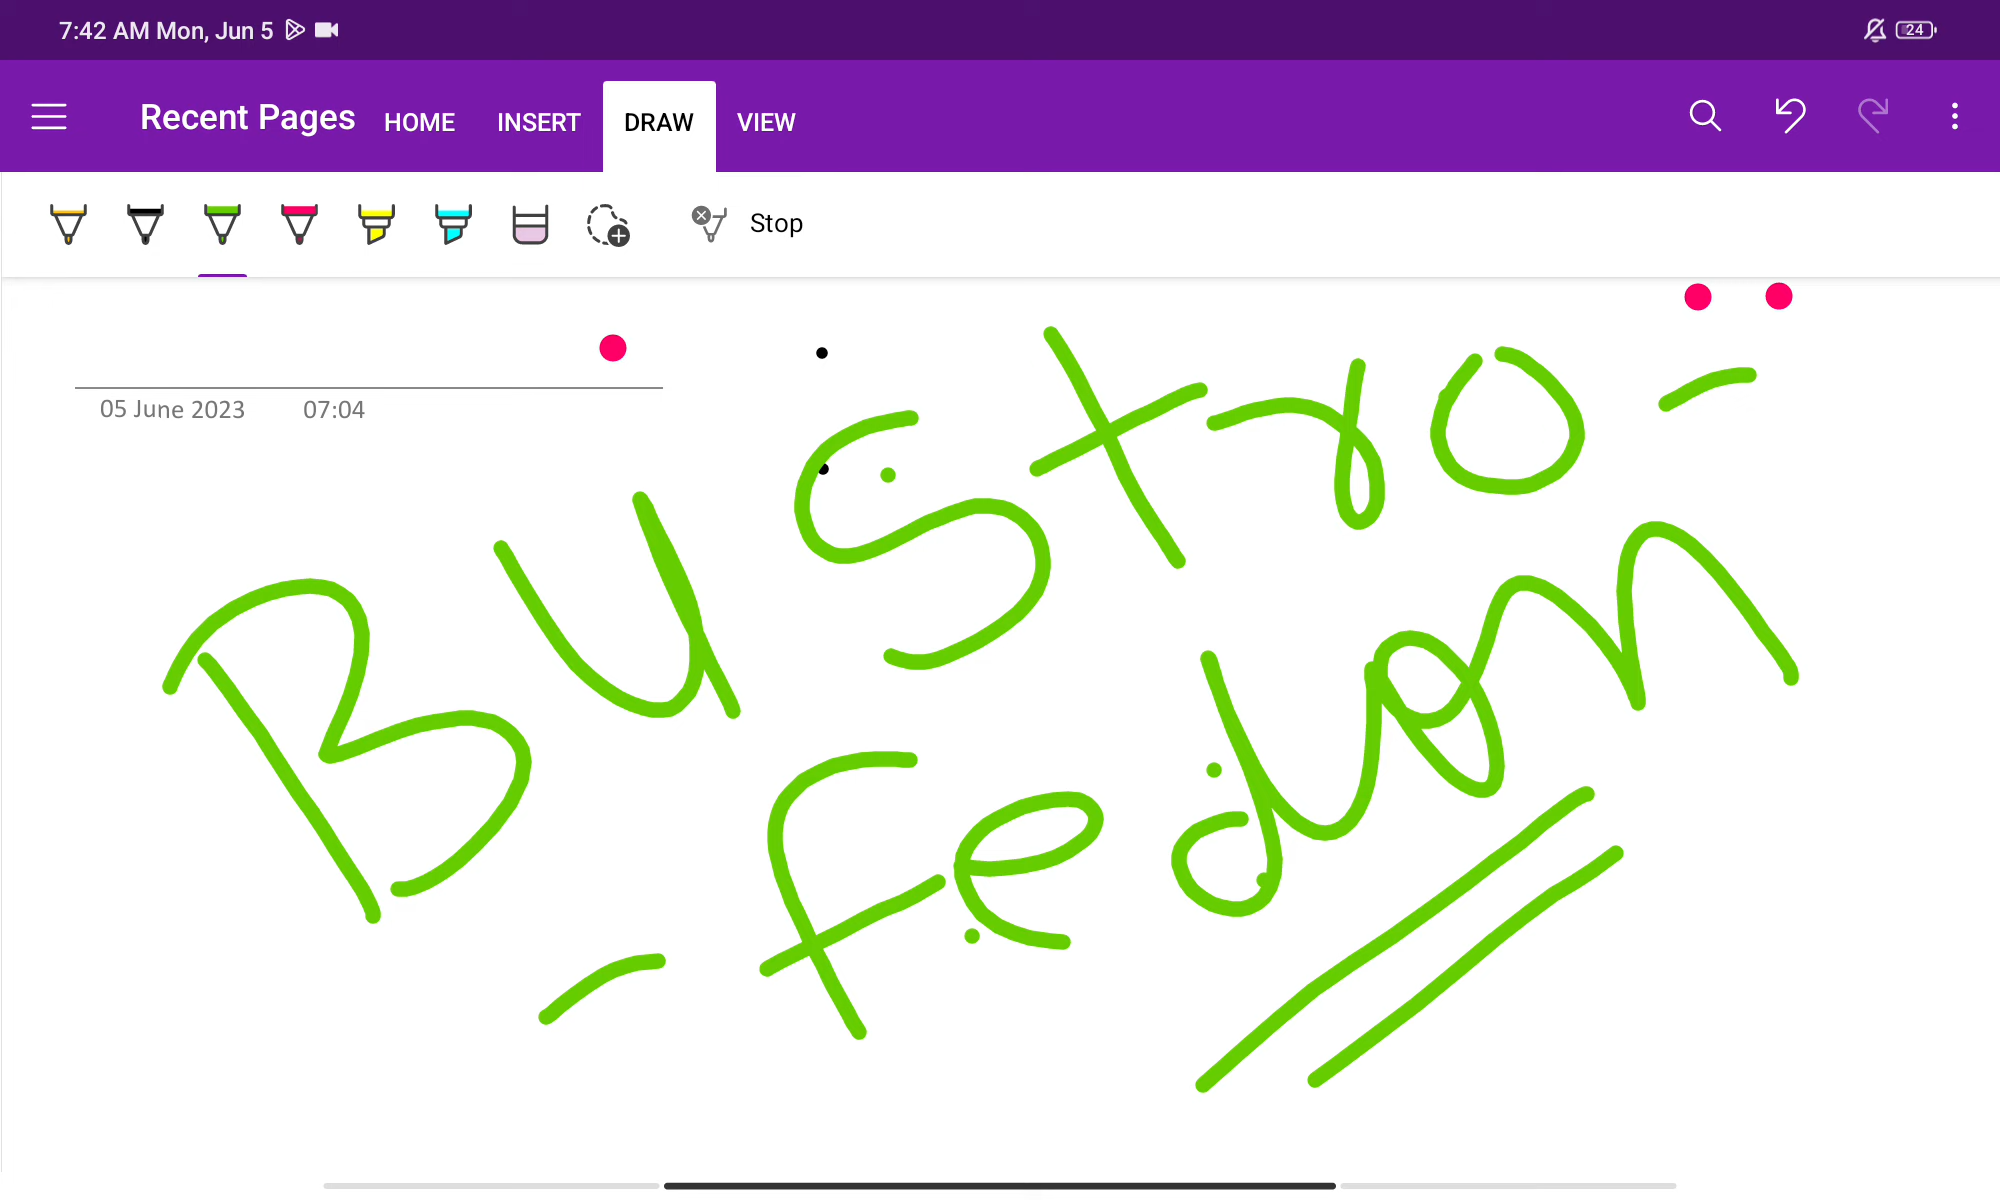 7:42 AM Mon, Jun 5
24
Recent Pages HOME INSERT DRAW VIEW
Stop
05 June 2023 07:04
Bustro-
-fedon